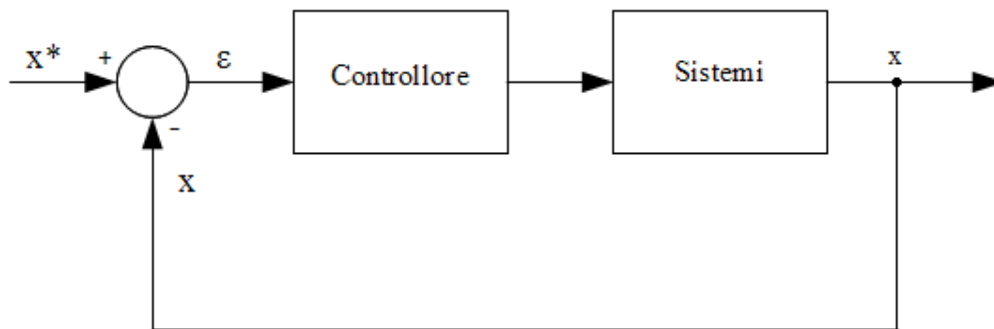 x*
+
ε
Controllore
Sistemi
x
-
x